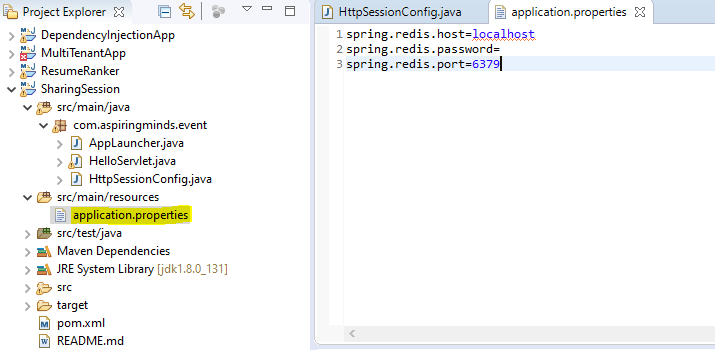 Project Explorer
DependencyInjectionApp
MultiTenantApp
ResumeRanker
SharingSession
src/main/java
com.aspiringminds.event
AppLauncher.java
HelloServlet.java
HttpSessionConfig.java
src/main/resources
application.properties
src/test/java
Maven Dependencies
JRE System Library [jdk1.8.0_131]
src
target
pom.xml
README.md
HttpSessionConfig.java
application.properties
1 spring.redis.host=localhost
2 spring.redis.password=
3 spring.redis.port=6379